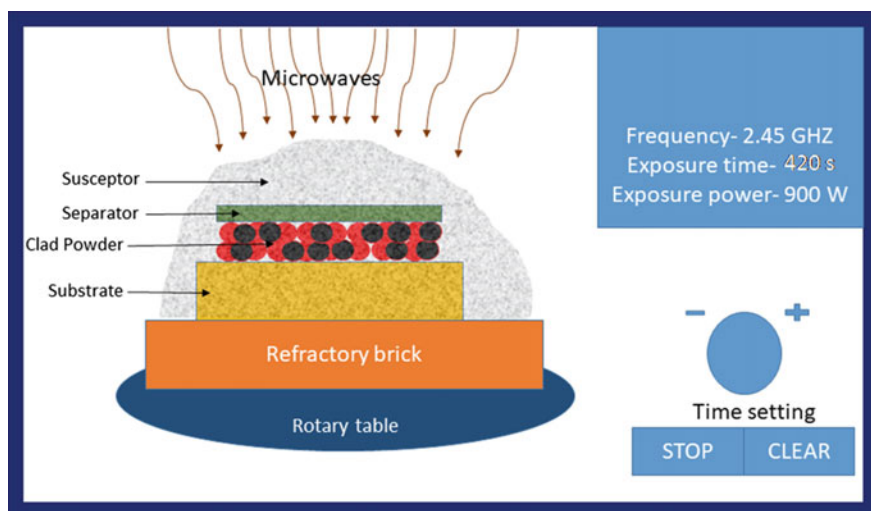 Microwaves
Susceptor
Separator
Clad Powder
Substrate
Refractory brick
Rotary table
Frequency- 2.45 GHZ
Exposure time- 420 s
Exposure power- 900 W
Time setting
STOP
CLEAR